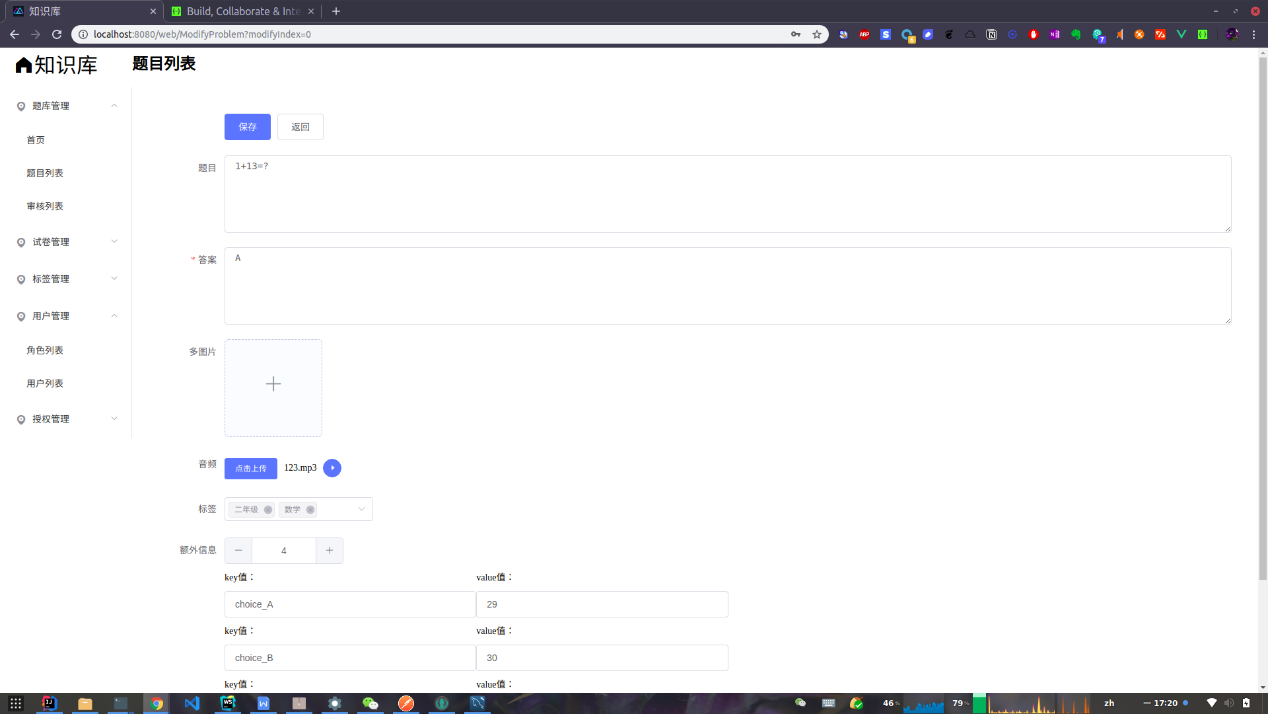 知识库
Build, Collaborate & Inte
localhost:8080/web/ModifyProblem?modifyIndex=0
知识库
题目列表
题库管理
首页
题目列表
审核列表
试卷管理
标签管理
用户管理
角色列表
用户列表
授权管理
保存 返回
题目 1+13=?
* 答案 A
多图片
音频 点击上传 123.mp3
标签 二年级 数学
额外信息 4
key值： value值：
choice_A 29
key值： value值：
choice_B 30
key值： value值：
46% 79% zh 17:20